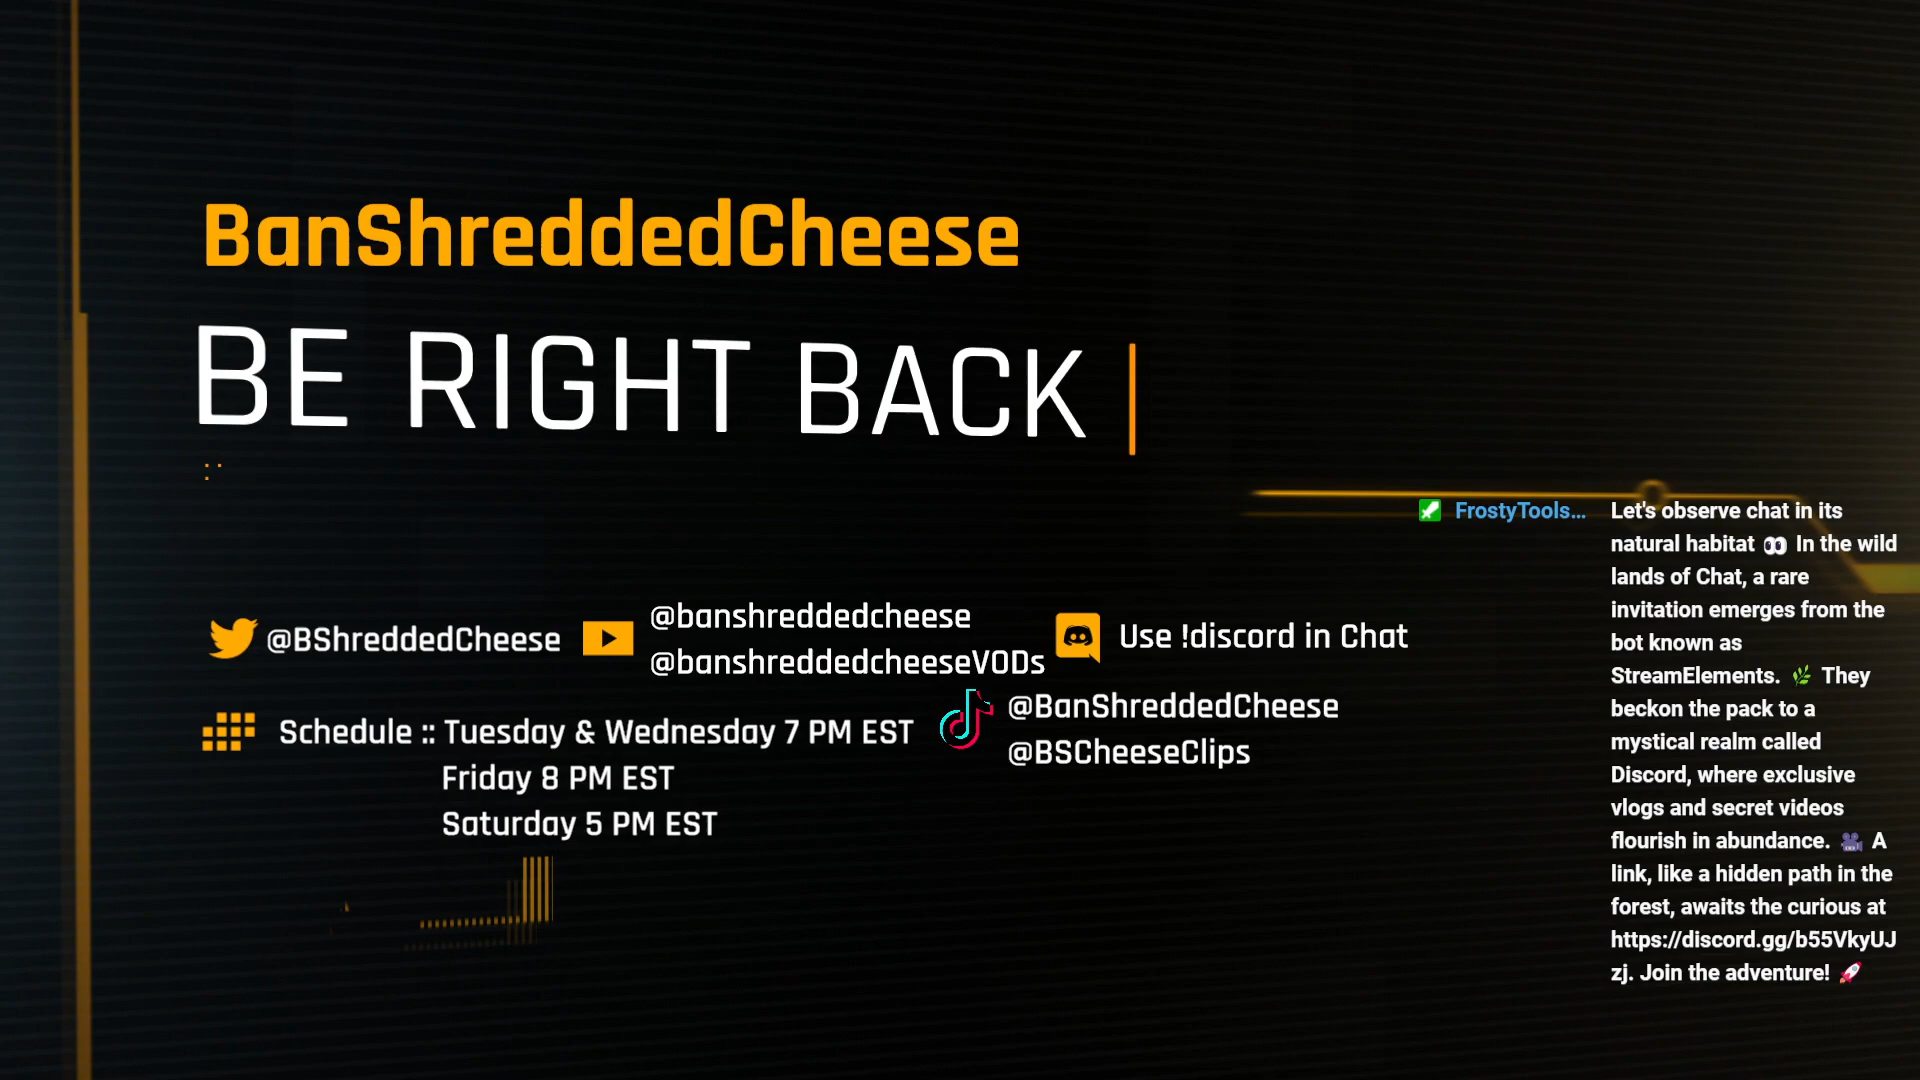 BanShreddedCheese
BE RIGHT BACK
@BShreddedCheese
@banshreddedcheese
@banshreddedcheeseVODs
Use !discord in Chat
Schedule :: Tuesday & Wednesday 7 PM EST
Friday 8 PM EST
Saturday 5 PM EST
@BanShreddedCheese
@BSCheeseClips
FrostyTools...
Let's observe chat in its
natural habitat 👀 In the wild
lands of Chat, a rare
invitation emerges from the
bot known as
StreamElements. 🌿 They
beckon the pack to a
mystical realm called
Discord, where exclusive
vlogs and secret videos
flourish in abundance. 🎥 A
link, like a hidden path in the
forest, awaits the curious at
https://discord.gg/b55VkyUJ
zj. Join the adventure! 🚀